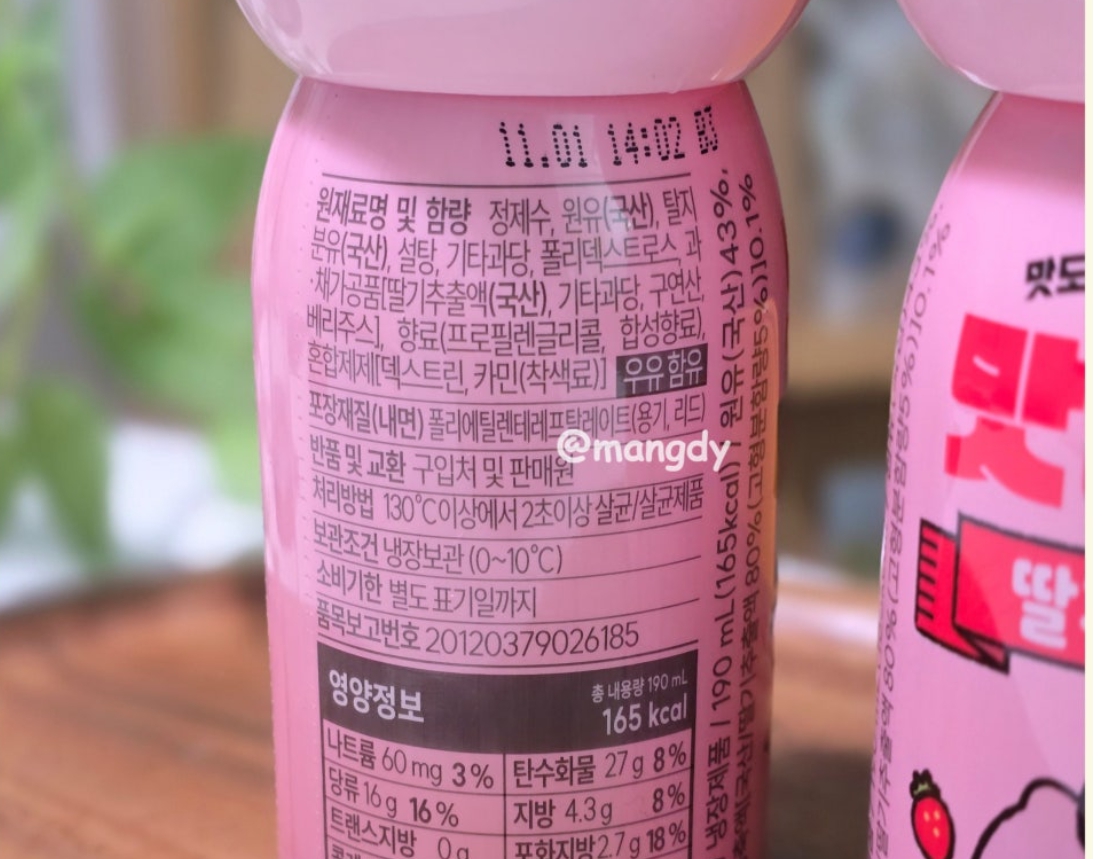 11.01 14:02 BJ
원재료명 및 함량 정제수, 원유(국산), 탈지
분유(국산), 설탕, 기타과당, 폴리덱스트로스, 과
·채가공품[딸기추출액(국산), 기타과당, 구연산,
베리주스], 향료(프로필렌글리콜, 합성향료),
혼합제제[덱스트린, 카민(착색료)] 우유 함유
포장재질(내면) 폴리에틸렌테레프탈레이트(용기, 리드)
반품 및 교환 구입처 및 판매원
처리방법 130℃이상에서 2초이상 살균/살균제품
보관조건 냉장보관 (0~10℃)
소비기한 별도 표기일까지
품목보고번호 20120379026185
영양정보
총 내용량 190 mL
165 kcal
나트륨 60 mg 3% 탄수화물 27 g 8%
당류 16 g 16% 지방 4.3 g 8%
트랜스지방 0 g 포화지방 2.7 g 18%
냉장제품 / 190 mL(165kcal) / 원유(국산)43%,
(국산/딸기추출액 80%(고형분함량5%)]0.1%
@mangdy
맛
딸